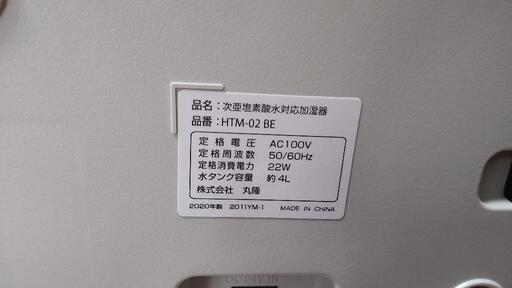 品名：次亜塩素酸水対応加湿器
品番：HTM-02 BE
定格電圧 AC100V
定格周波数 50/60Hz
定格消費電力 22W
水タンク容量 約4L
株式会社 丸隆
2020年製 2011YM-1 MADE IN CHINA
DC 24V IN